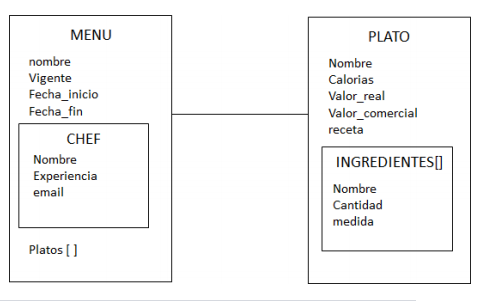 MENU
nombre
Vigente
Fecha_inicio
Fecha_fin
CHEF
Nombre
Experiencia
email
Platos [ ]
PLATO
Nombre
Calorias
Valor_real
Valor_comercial
receta
INGREDIENTES[]
Nombre
Cantidad
medida